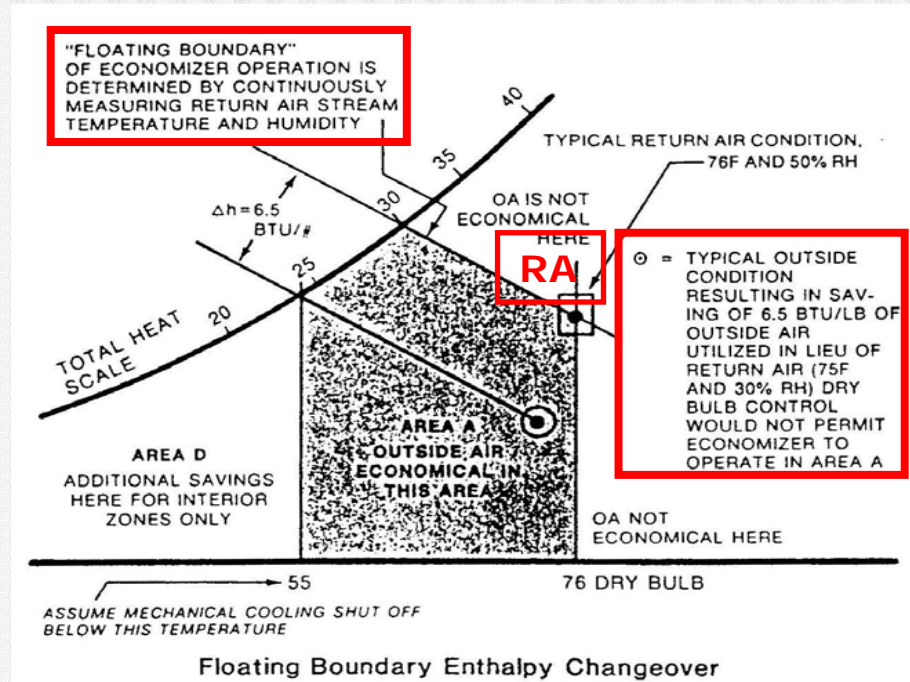 "FLOATING BOUNDARY"
OF ECONOMIZER OPERATION IS
DETERMINED BY CONTINUOUSLY
MEASURING RETURN AIR STREAM
TEMPERATURE AND HUMIDITY
40
TYPICAL RETURN AIR CONDITION,
76F AND 50% RH
35
Δh=6.5
BTU/#
30
OA IS NOT
ECONOMICAL
HERE
RA
⊙ = TYPICAL OUTSIDE
CONDITION
RESULTING IN SAV-
ING OF 6.5 BTU/LB OF
OUTSIDE AIR
UTILIZED IN LIEU OF
RETURN AIR (75F
AND 30% RH) DRY
BULB CONTROL
WOULD NOT PERMIT
ECONOMIZER TO
OPERATE IN AREA A
25
20
TOTAL HEAT
SCALE
AREA A
OUTSIDE AIR
ECONOMICAL IN
THIS AREA
AREA D
ADDITIONAL SAVINGS
HERE FOR INTERIOR
ZONES ONLY
OA NOT
ECONOMICAL HERE
55
76 DRY BULB
ASSUME MECHANICAL COOLING SHUT OFF
BELOW THIS TEMPERATURE
Floating Boundary Enthalpy Changeover